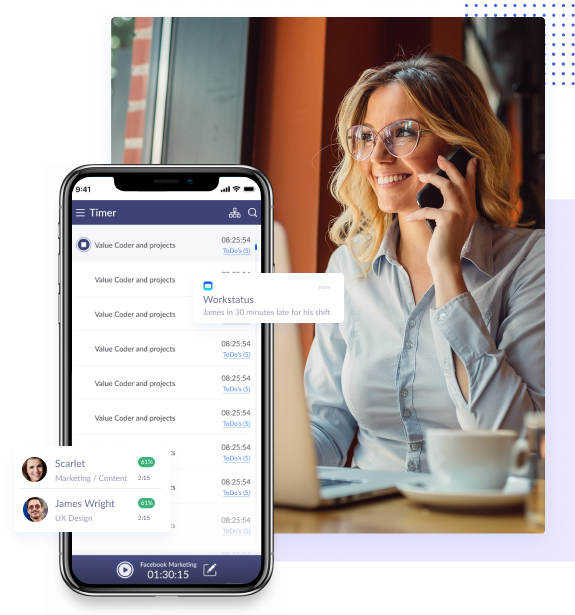 9:41
Timer
Value Coder and projects
08:25:54
ToDo's (5)
Value Coder and projects
now
Workstatus
James in 30 minutes late for his shift
Value Coder and projects
Value Coder and projects
08:25:54
ToDo's (5)
Value Coder and projects
08:25:54
ToDo's (5)
Value Coder and projects
08:25:54
ToDo's (5)
08:25:54
ToDo's (5)
Scarlet
61%
Marketing / Content
2:15
08:25:54
ToDo's (5)
James Wright
61%
UX Design
2:15
08:25:54
ToDo's (5)
Facebook Marketing
01:30:15